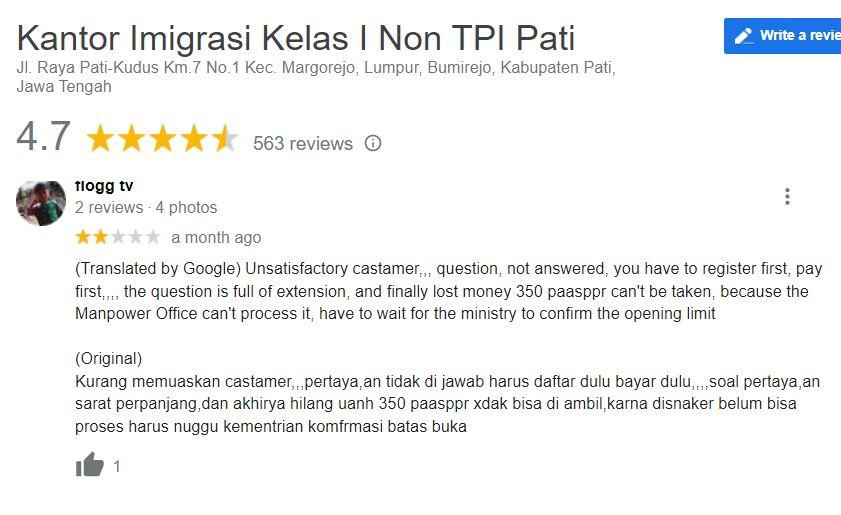 Kantor Imigrasi Kelas I Non TPI Pati
Write a revie
Jl. Raya Pati-Kudus Km.7 No.1 Kec. Margorejo, Lumpur, Bumirejo, Kabupaten Pati,
Jawa Tengah
4.7 563 reviews
flogg tv
2 reviews · 4 photos
a month ago
(Translated by Google) Unsatisfactory castamer,,, question, not answered, you have to register first, pay
first,,,, the question is full of extension, and finally lost money 350 paasppr can't be taken, because the
Manpower Office can't process it, have to wait for the ministry to confirm the opening limit
(Original)
Kurang memuaskan castamer,,,pertaya,an tidak di jawab harus daftar dulu bayar dulu,,,,soal pertaya,an
sarat perpanjang,dan akhirya hilang uanh 350 paasppr xdak bisa di ambil,karna disnaker belum bisa
proses harus nuggu kementrian komfrmasi batas buka
1